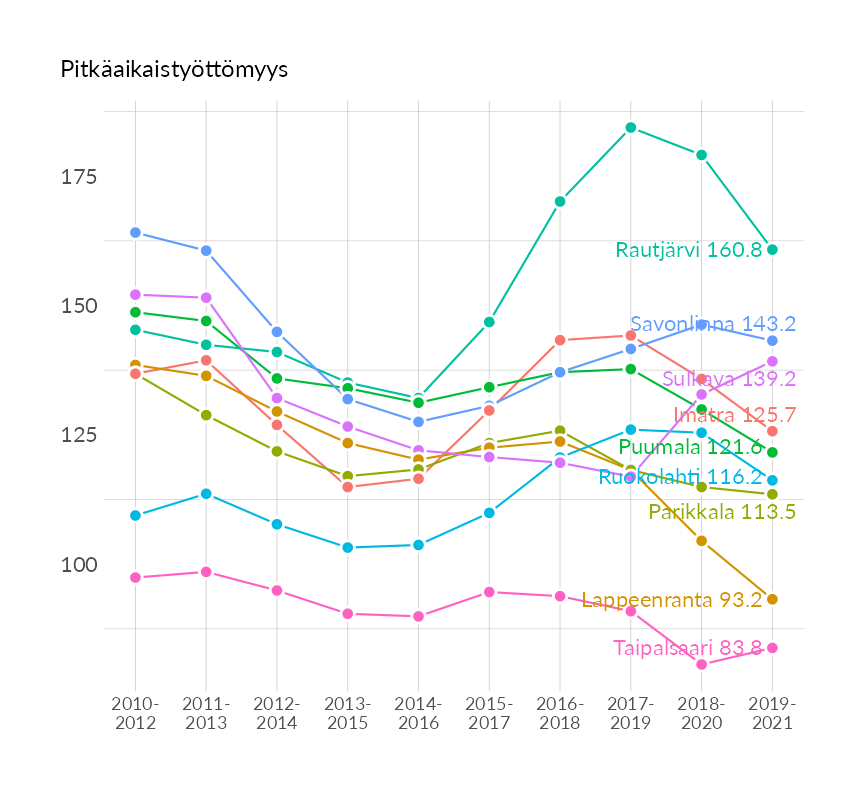 Pitkäaikaistyöttömyys
175
150
125
100
Rautjärvi 160.8
Savonlinna 143.2
Sulkava 139.2
Imatra 125.7
Puumala 121.6
Ruokolahti 116.2
Parikkala 113.5
Lappeenranta 93.2
Taipalsaari 83.8
2010- 2011- 2012- 2013- 2014- 2015- 2016- 2017- 2018- 2019-
2012 2013 2014 2015 2016 2017 2018 2019 2020 2021